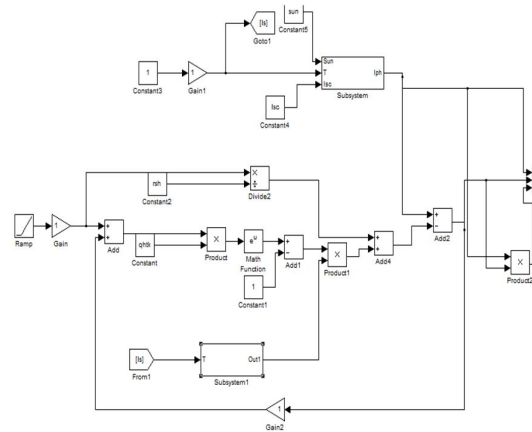 sun
[Is]
Goto1
Constant5
Sun
T
Isc
Iph
1
Constant3
1
Gain1
Isc
Constant4
Subsystem
rsh
Constant2
×
÷
Divide2
Ramp
1
Gain
+
+
Add
qhtk
Constant
×
Product
eᵘ
Math
Function
+
−
Add1
×
Product1
+
+
Add4
+
−
Add2
×
Product2
1
Constant1
[Is]
From1
T
Out1
Subsystem1
1
Gain2